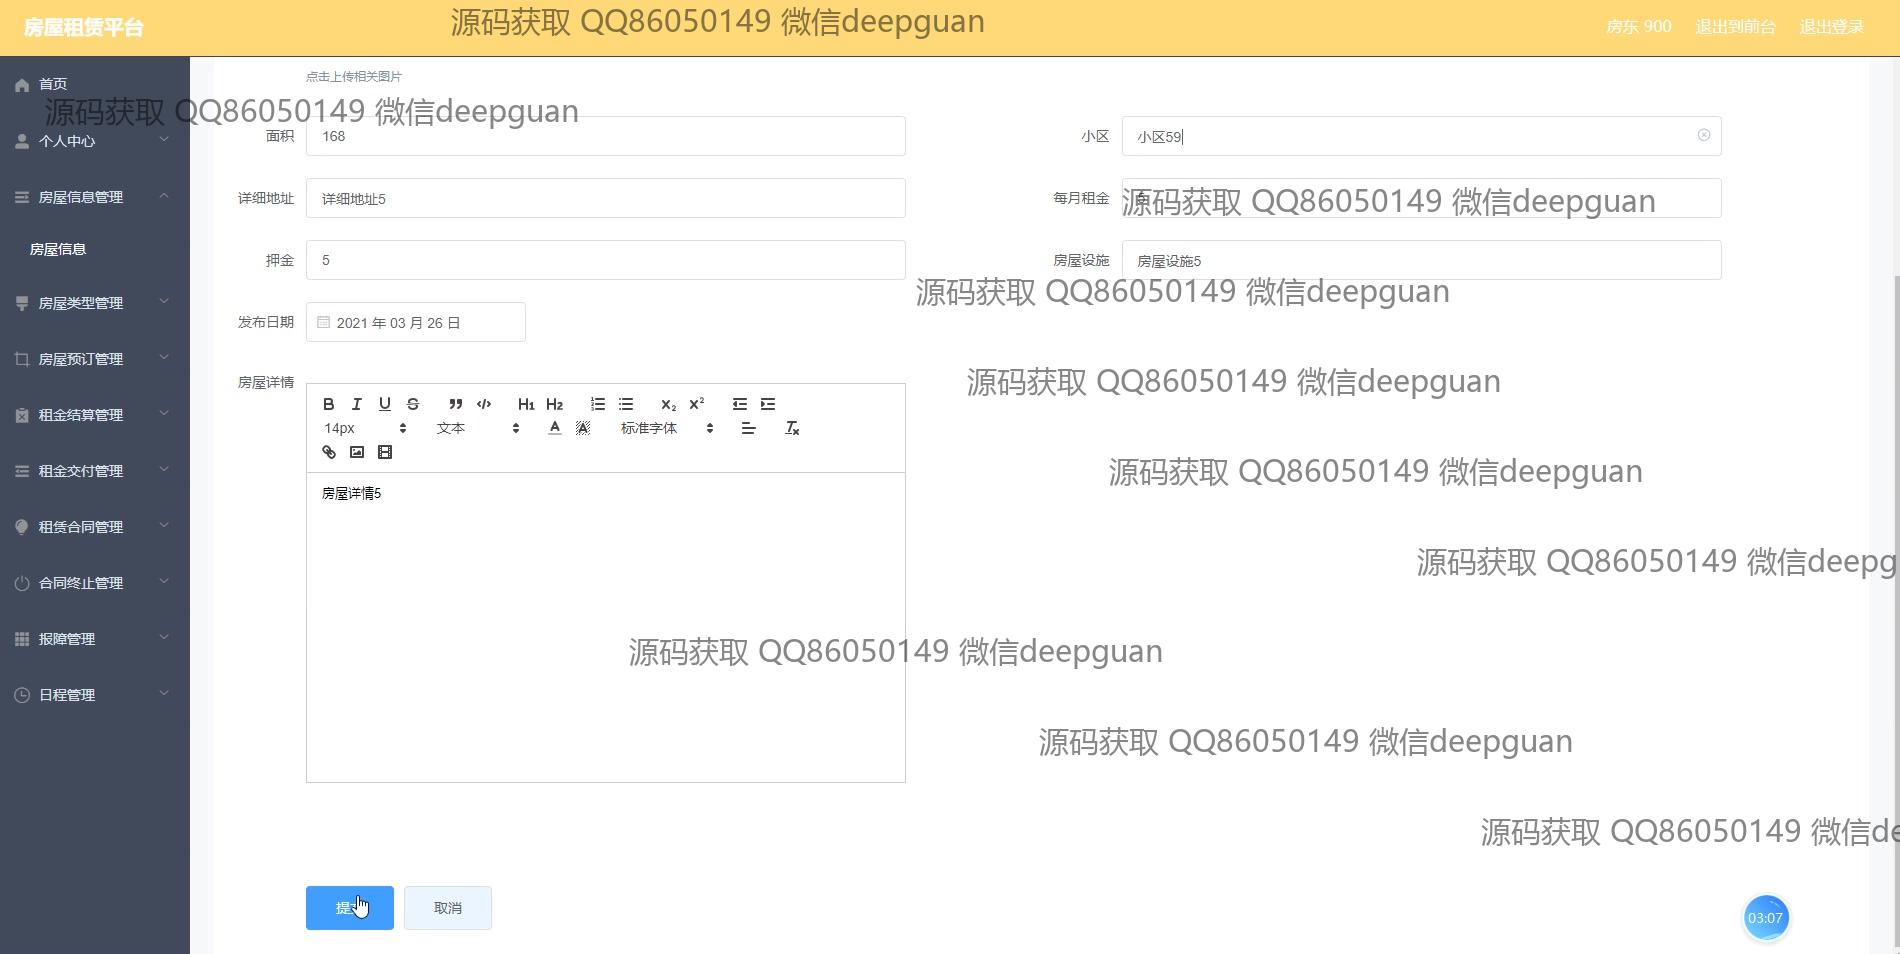 房屋租赁平台
源码获取 QQ86050149 微信deepguan
房东 900
退出到前台
退出登录
首页
个人中心
房屋信息管理
房屋信息
房屋类型管理
房屋预订管理
租金结算管理
租金交付管理
租赁合同管理
合同终止管理
报障管理
日程管理
点击上传相关图片
源码获取 QQ86050149 微信deepguan
面积 168
小区 小区59
详细地址 详细地址5
每月租金
源码获取 QQ86050149 微信deepguan
押金 5
房屋设施 房屋设施5
源码获取 QQ86050149 微信deepguan
发布日期 2021 年 03 月 26 日
房屋详情
源码获取 QQ86050149 微信deepguan
B I U S H1 H2 x₂ x²
14px 文本 A A 标准字体 Tx
源码获取 QQ86050149 微信deepguan
房屋详情5
源码获取 QQ86050149 微信deepg
源码获取 QQ86050149 微信deepguan
源码获取 QQ86050149 微信deepguan
源码获取 QQ86050149 微信de
取消
03:07